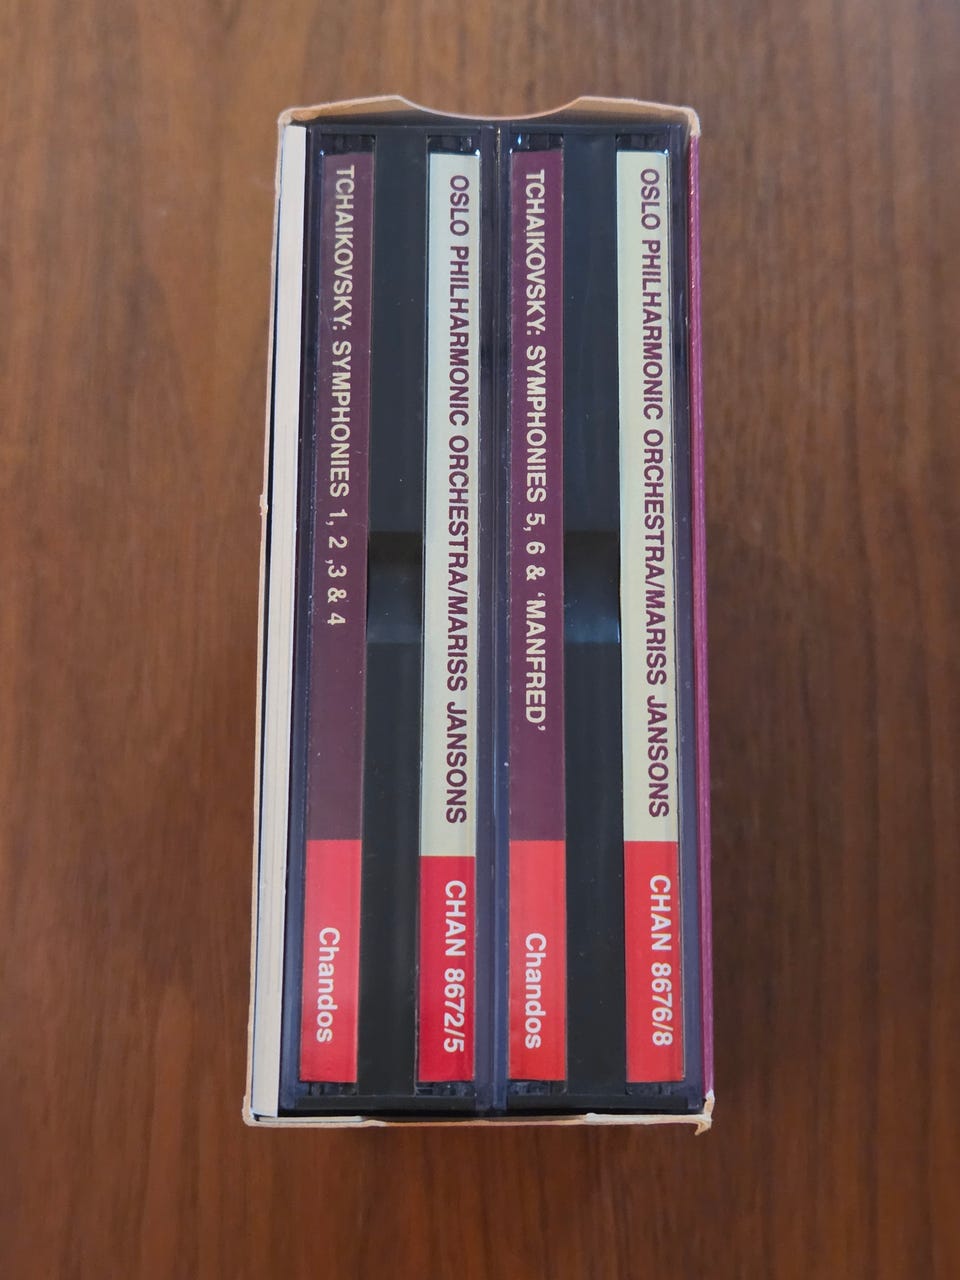 TCHAIKOVSKY: SYMPHONIES 1, 2 ,3 & 4
Chandos
OSLO PHILHARMONIC ORCHESTRA/MARISS JANSONS
CHAN 8672/5
TCHAIKOVSKY: SYMPHONIES 5, 6 & ‘MANFRED’
Chandos
OSLO PHILHARMONIC ORCHESTRA/MARISS JANSONS
CHAN 8676/8